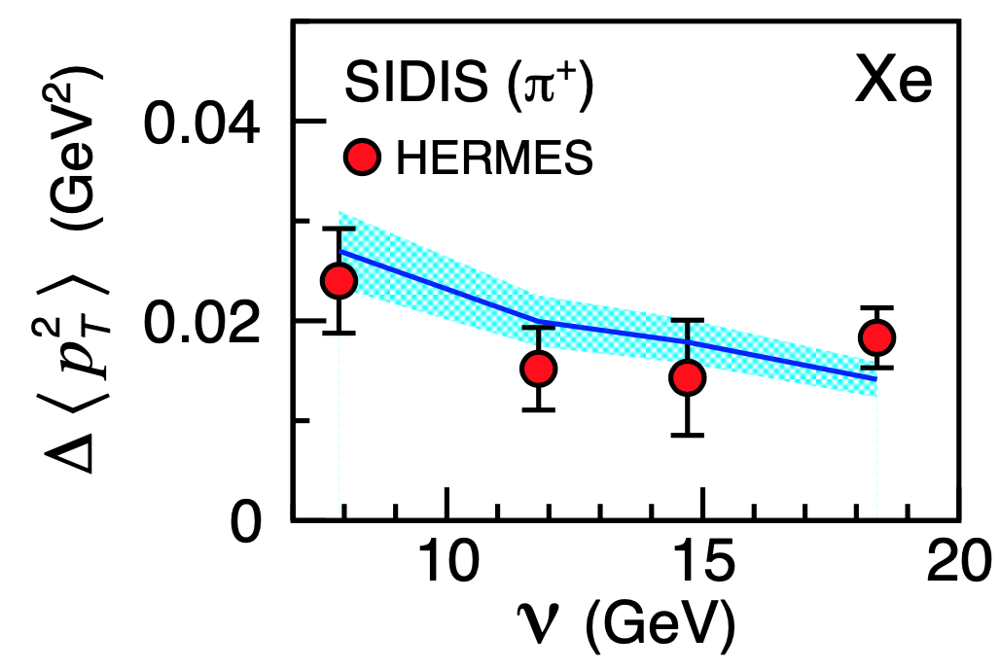 SIDIS (π⁺) Xe
HERMES
Δ⟨p_T^2⟩ (GeV²)
0.04
0.02
0
10 15 20
ν (GeV)